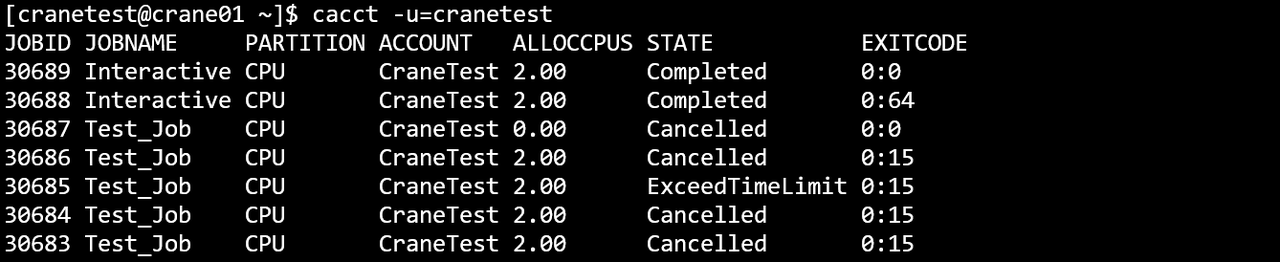 [cranetest@crane01 ~]$ cacct -u=cranetest
JOBID JOBNAME     PARTITION ACCOUNT   ALLOCCPUS STATE           EXITCODE
30689 Interactive CPU       CraneTest 2.00      Completed       0:0
30688 Interactive CPU       CraneTest 2.00      Completed       0:64
30687 Test_Job    CPU       CraneTest 0.00      Cancelled       0:0
30686 Test_Job    CPU       CraneTest 2.00      Cancelled       0:15
30685 Test_Job    CPU       CraneTest 2.00      ExceedTimeLimit 0:15
30684 Test_Job    CPU       CraneTest 2.00      Cancelled       0:15
30683 Test_Job    CPU       CraneTest 2.00      Cancelled       0:15